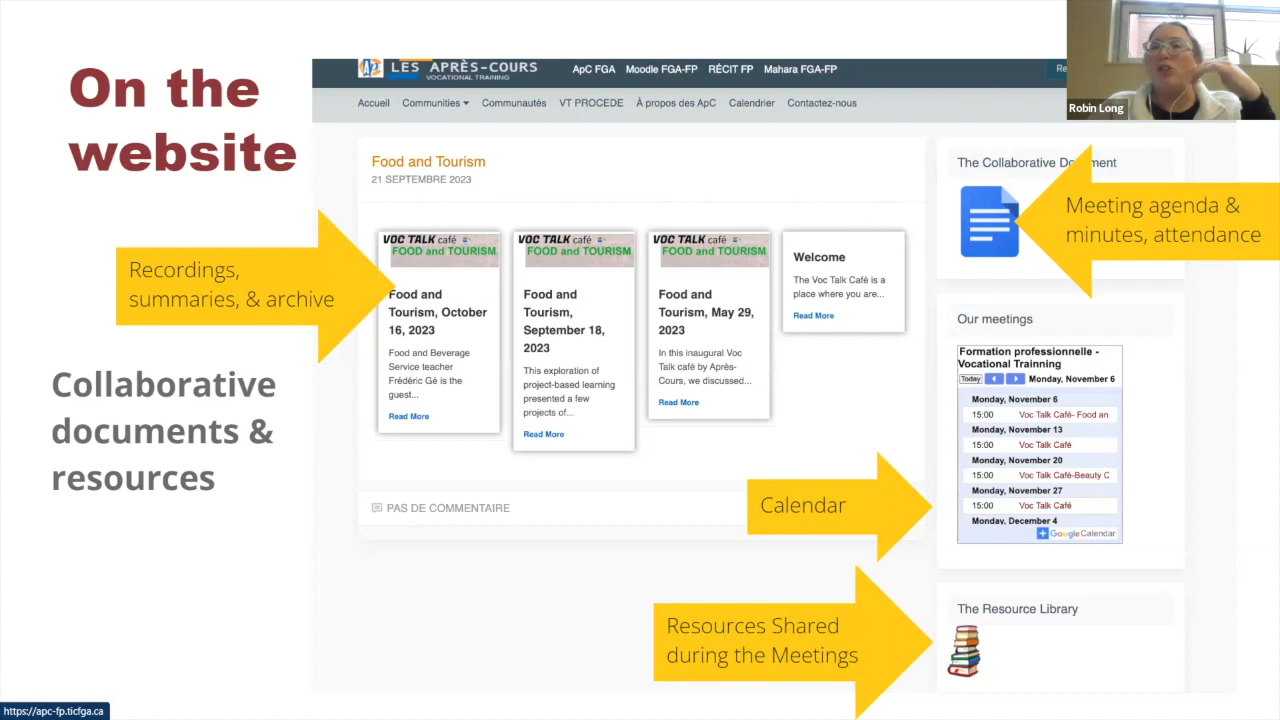 On the
website
Recordings,
summaries, & archive
Collaborative
documents &
resources
ApC
LES APRÈS-COURS
VOCATIONAL TRAINING
ApC FGA Moodle FGA-FP RÉCIT FP Mahara FGA-FP
Re
Accueil Communities Communautés VT PROCEDE À propos des ApC Calendrier Contactez-nous
Food and Tourism
21 SEPTEMBRE 2023
VOC TALK café
FOOD and TOURISM
Food and
Tourism, October
16, 2023
Food and Beverage
Service teacher
Frédéric Gé is the
guest...
Read More
VOC TALK café
FOOD and TOURISM
Food and
Tourism,
September 18,
2023
This exploration of
project-based learning
presented a few
projects of...
Read More
VOC TALK café
FOOD and TOURISM
Food and
Tourism, May 29,
2023
In this inaugural Voc
Talk café by Après-
Cours, we discussed...
Read More
Welcome
The Voc Talk Café is a
place where you are...
Read More
PAS DE COMMENTAIRE
Robin Long
The Collaborative Document
Meeting agenda &
minutes, attendance
Our meetings
Formation professionnelle -
Vocational Trainning
Today Monday, November 6
Monday, November 6
15:00 Voc Talk Café- Food an
Monday, November 13
15:00 Voc Talk Café
Monday, November 20
15:00 Voc Talk Café-Beauty C
Monday, November 27
15:00 Voc Talk Café
Monday, December 4
+ Google Calendar
Calendar
The Resource Library
Resources Shared
during the Meetings
https://apc-fp.ticfga.ca